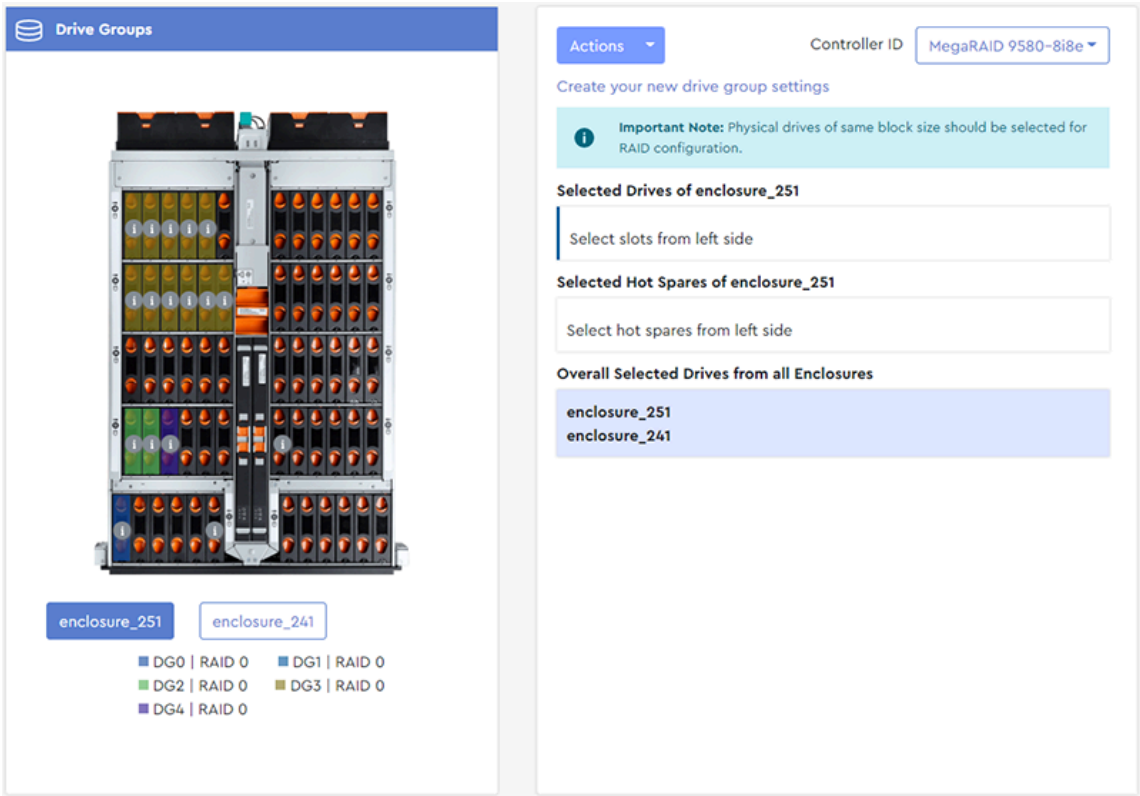 Drive Groups
Actions
Controller ID
MegaRAID 9580-8i8e
Create your new drive group settings
Important Note: Physical drives of same block size should be selected for
RAID configuration.
Selected Drives of enclosure_251
Select slots from left side
Selected Hot Spares of enclosure_251
Select hot spares from left side
Overall Selected Drives from all Enclosures
enclosure_251
enclosure_241
enclosure_251
enclosure_241
DG0 | RAID 0
DG1 | RAID 0
DG2 | RAID 0
DG3 | RAID 0
DG4 | RAID 0